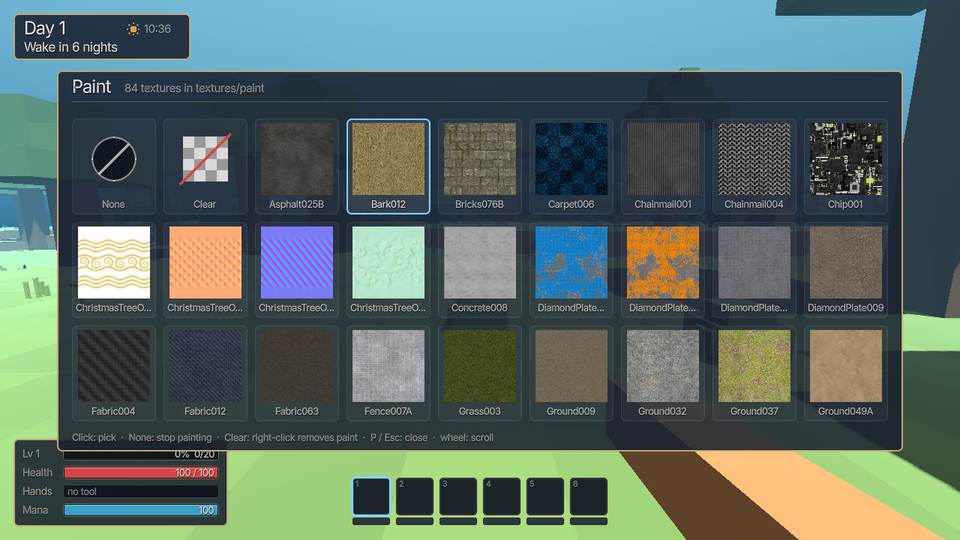 Day 1
10:36
Wake in 6 nights
Paint
84 textures in textures/paint
None
Clear
Asphalt025B
Bark012
Bricks076B
Carpet006
Chainmail001
Chainmail004
Chip001
ChristmasTreeO...
ChristmasTreeO...
ChristmasTreeO...
ChristmasTreeO...
Concrete008
DiamondPlate...
DiamondPlate...
DiamondPlate...
DiamondPlate009
Fabric004
Fabric012
Fabric063
Fence007A
Grass003
Ground009
Ground032
Ground037
Ground049A
Click: pick · None: stop painting · Clear: right-click removes paint · P / Esc: close · wheel: scroll
Lv 1
0% 0/20
Health
100 / 100
Hands
no tool
Mana
100
1
2
3
4
5
6